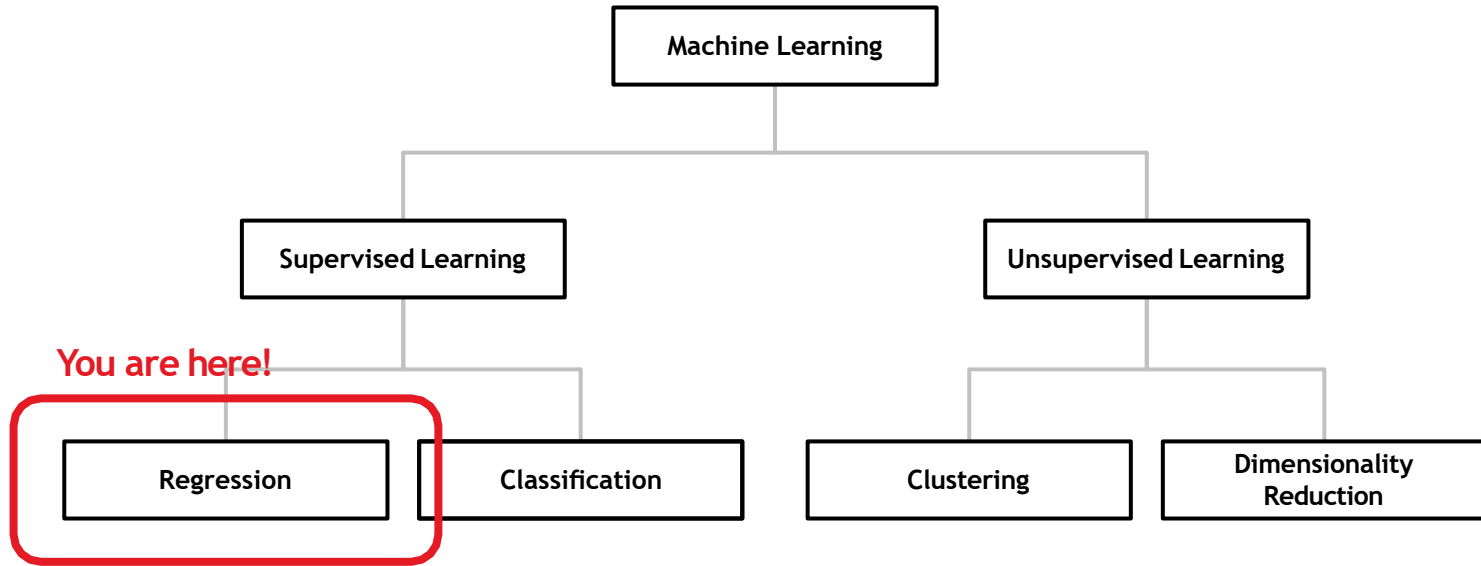 Machine Learning
Supervised Learning
Unsupervised Learning
You are here!
Regression
Classification
Clustering
Dimensionality
Reduction